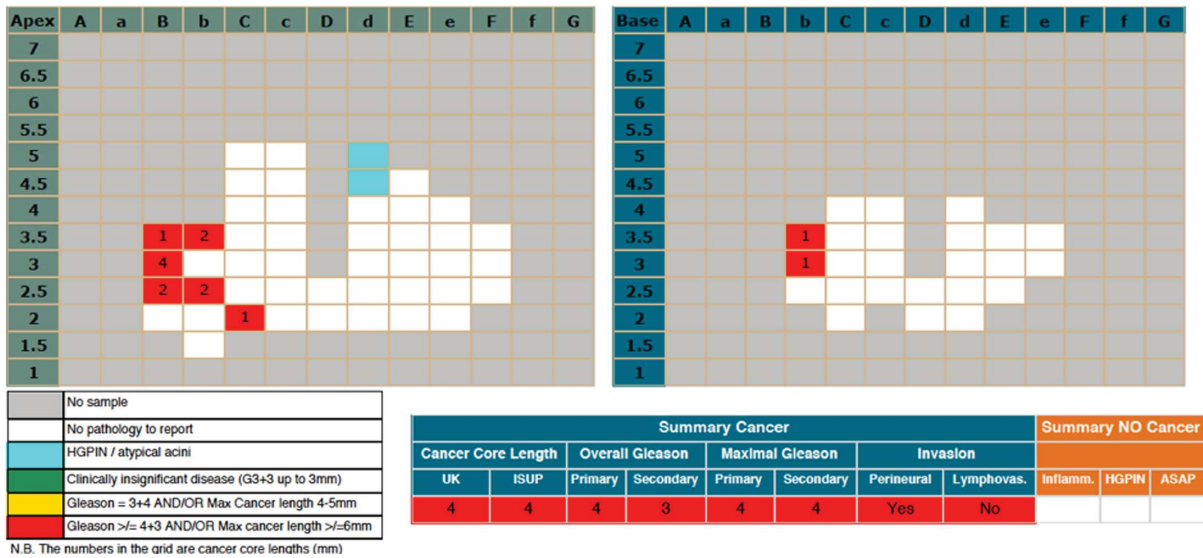 Apex A a B b C c D d E e F f G
7
6.5
6
5.5
5
4.5
4
3.5 1 2
3 4
2.5 2 2
2 1
1.5
1
Base A a B b C c D d E e F f G
7
6.5
6
5.5
5
4.5
4
3.5 1
3 1
2.5
2
1.5
1
No sample
No pathology to report
HGPIN / atypical acini
Clinically insignificant disease (G3+3 up to 3mm)
Gleason = 3+4 AND/OR Max Cancer length 4-5mm
Gleason >/= 4+3 AND/OR Max cancer length >/=6mm
N.B. The numbers in the grid are cancer core lengths (mm)
Summary Cancer Summary NO Cancer
Cancer Core Length Overall Gleason Maximal Gleason Invasion
UK ISUP Primary Secondary Primary Secondary Perineural Lymphovas. Inflamm. HGPIN ASAP
4 4 4 3 4 4 Yes No